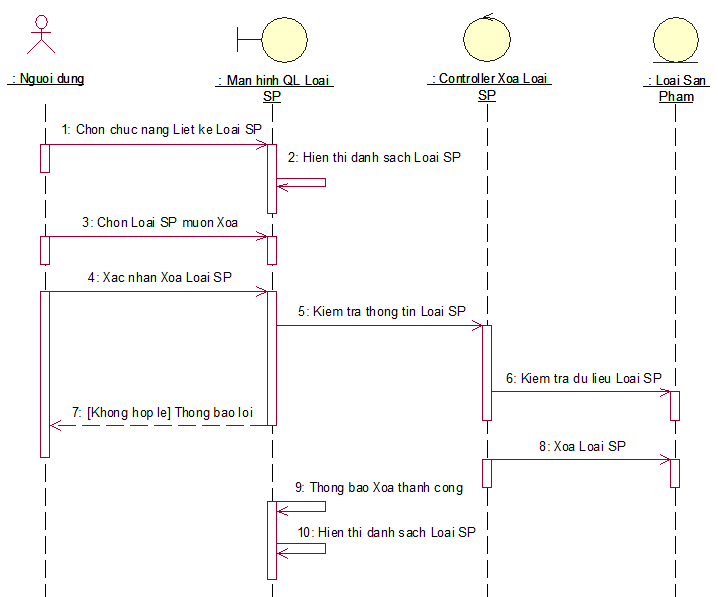 : Nguoi dung
: Man hinh QL Loai
SP
: Controller Xoa Loai
SP
: Loai San
Pham
1: Chon chuc nang Liet ke Loai SP
2: Hien thi danh sach Loai SP
3: Chon Loai SP muon Xoa
4: Xac nhan Xoa Loai SP
5: Kiem tra thong tin Loai SP
6: Kiem tra du lieu Loai SP
7: [Khong hop le] Thong bao loi
8: Xoa Loai SP
9: Thong bao Xoa thanh cong
10: Hien thi danh sach Loai SP